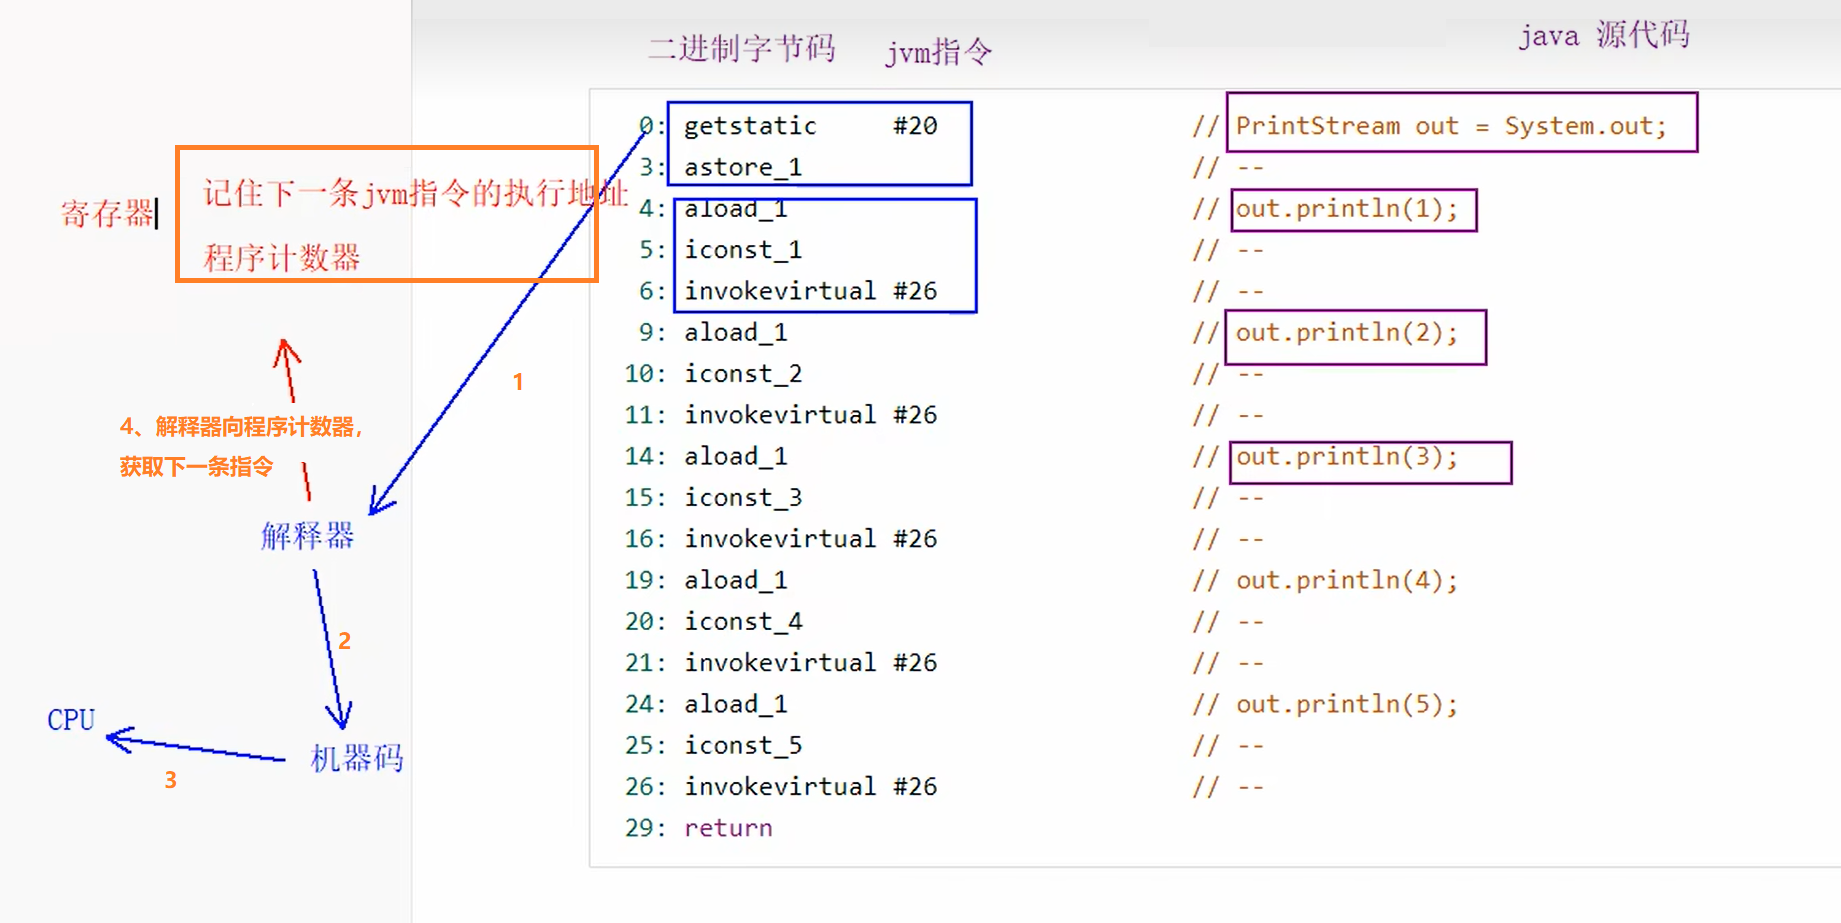 二进制字节码 jvm指令 java 源代码
0: getstatic #20 // PrintStream out = System.out;
3: astore_1 // --
4: aload_1 // out.println(1);
5: iconst_1 // --
6: invokevirtual #26 // --
9: aload_1 // out.println(2);
10: iconst_2 // --
11: invokevirtual #26 // --
14: aload_1 // out.println(3);
15: iconst_3 // --
16: invokevirtual #26 // --
19: aload_1 // out.println(4);
20: iconst_4 // --
21: invokevirtual #26 // --
24: aload_1 // out.println(5);
25: iconst_5 // --
26: invokevirtual #26 // --
29: return
寄存器
记住下一条jvm指令的执行地址
程序计数器
1
4、解释器向程序计数器，
获取下一条指令
解释器
2
CPU
机器码
3